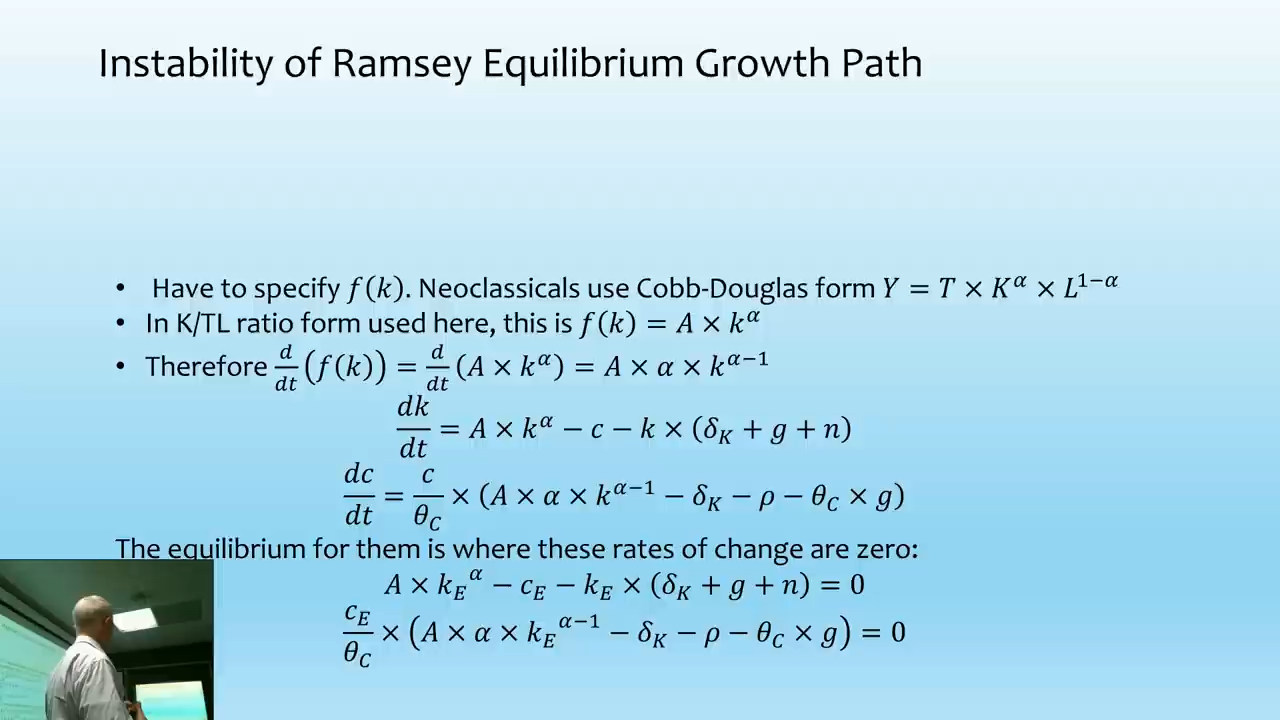 Instability of Ramsey Equilibrium Growth Path
• Have to specify f(k). Neoclassicals use Cobb-Douglas form Y = T × K^α × L^{1−α}
• In K/TL ratio form used here, this is f(k) = A × k^α
• Therefore d/dt (f(k)) = d/dt (A × k^α) = A × α × k^{α−1}
dk/dt = A × k^α − c − k × (δ_K + g + n)
dc/dt = c/θ_C × (A × α × k^{α−1} − δ_K − ρ − θ_C × g)
The equilibrium for them is where these rates of change are zero:
A × k_E^α − c_E − k_E × (δ_K + g + n) = 0
c_E/θ_C × (A × α × k_E^{α−1} − δ_K − ρ − θ_C × g) = 0